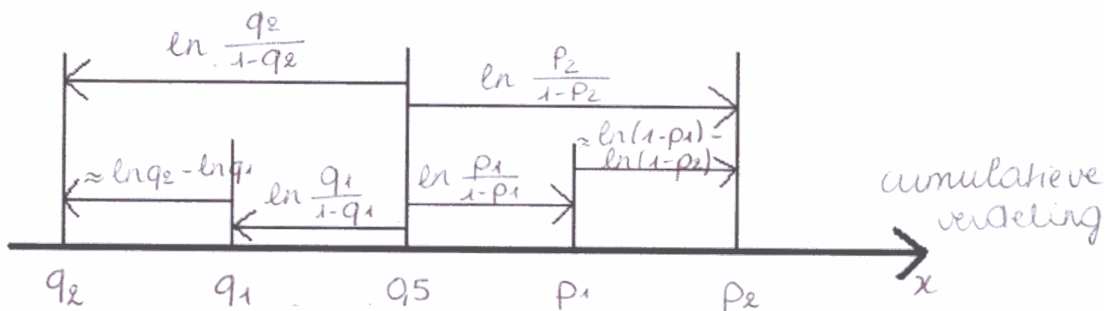 ln q2/1-q2
ln p2/1-p2
≈ ln(1-p1) -
ln(1-p2)
≈ ln q2 - ln q1
ln q1/1-q1
ln p1/1-p1
cumulatieve
verdeling
q2 q1 0,5 p1 p2 x